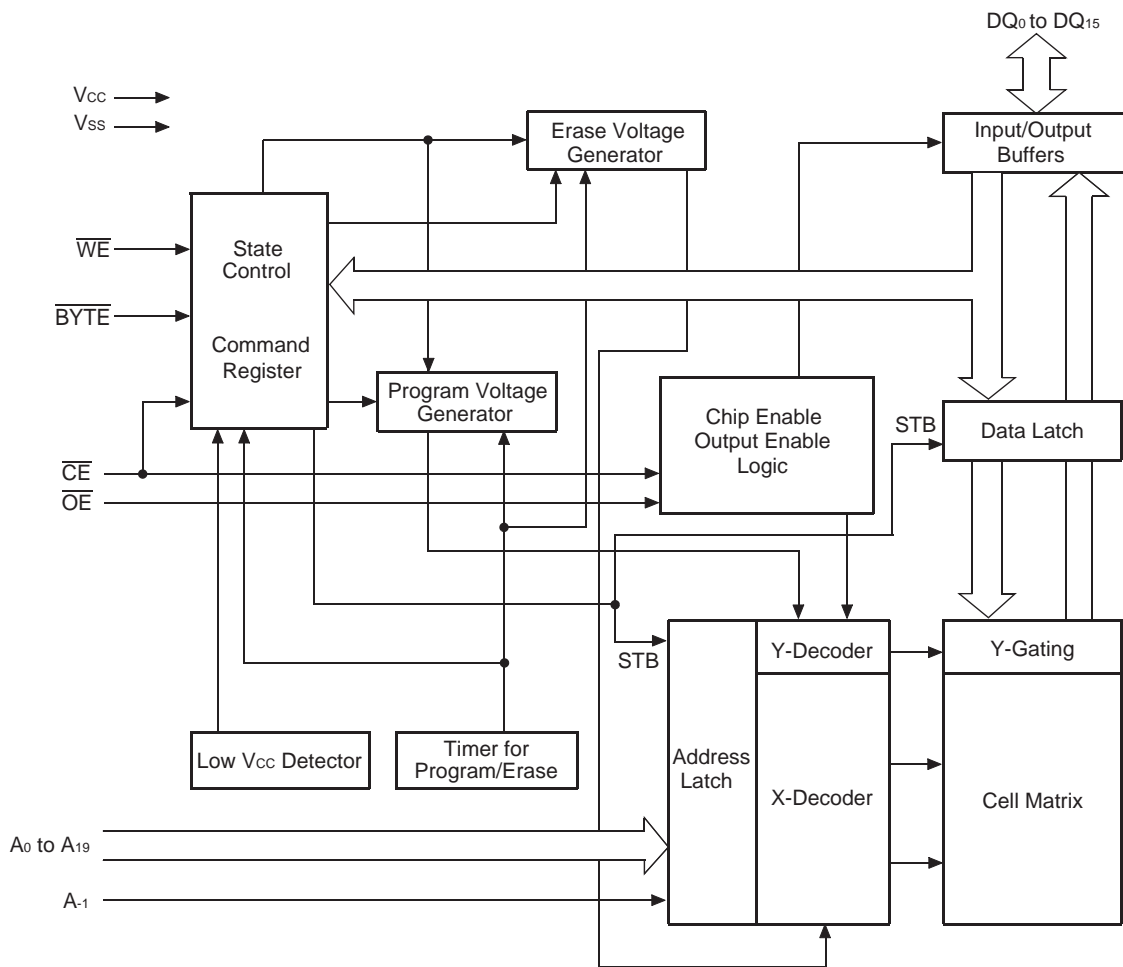 DQ0 to DQ15
VCC
VSS
Erase Voltage
Generator
Input/Output
Buffers
WE
State
Control
BYTE
Command
Register
Program Voltage
Generator
Chip Enable
Output Enable
Logic
STB
Data Latch
CE
OE
STB
Y-Decoder
Y-Gating
Low VCC Detector
Timer for
Program/Erase
Address
Latch
X-Decoder
Cell Matrix
A0 to A19
A-1